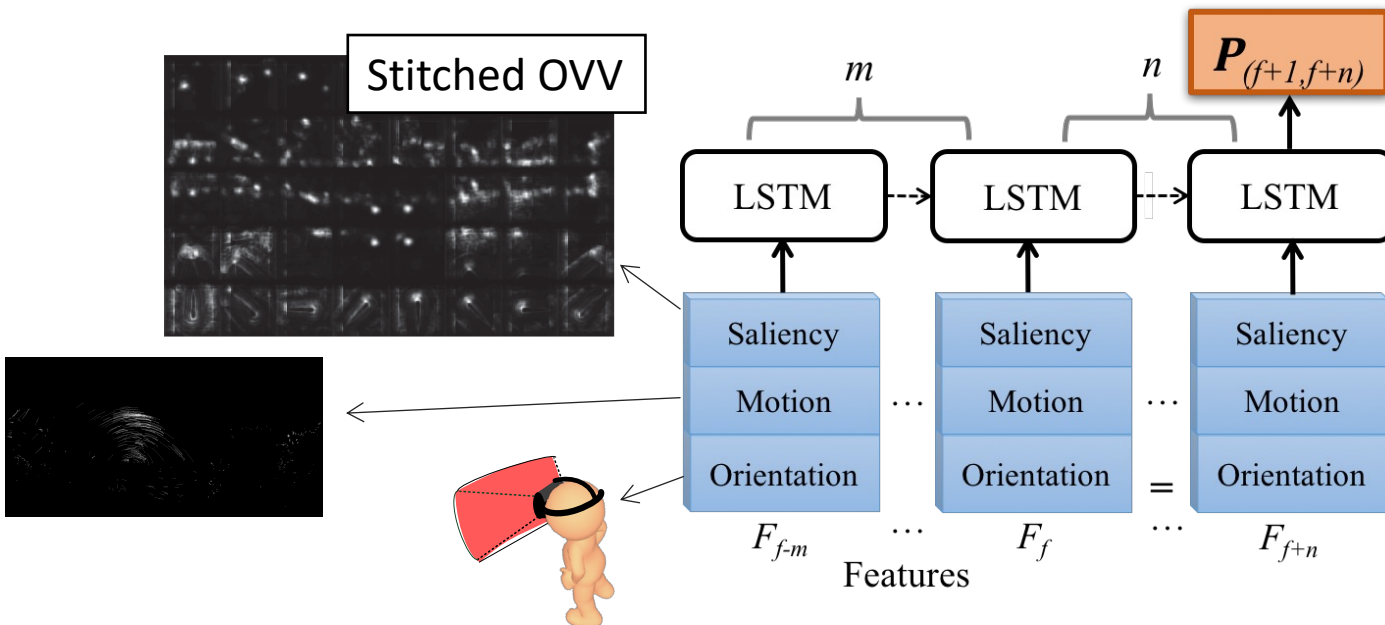 Stitched OVV
m
n
P(f+1,f+n)
LSTM
LSTM
LSTM
Saliency
Saliency
Saliency
Motion
...
Motion
...
Motion
Orientation
Orientation
=
Orientation
Ff-m
...
Ff
...
Ff+n
Features